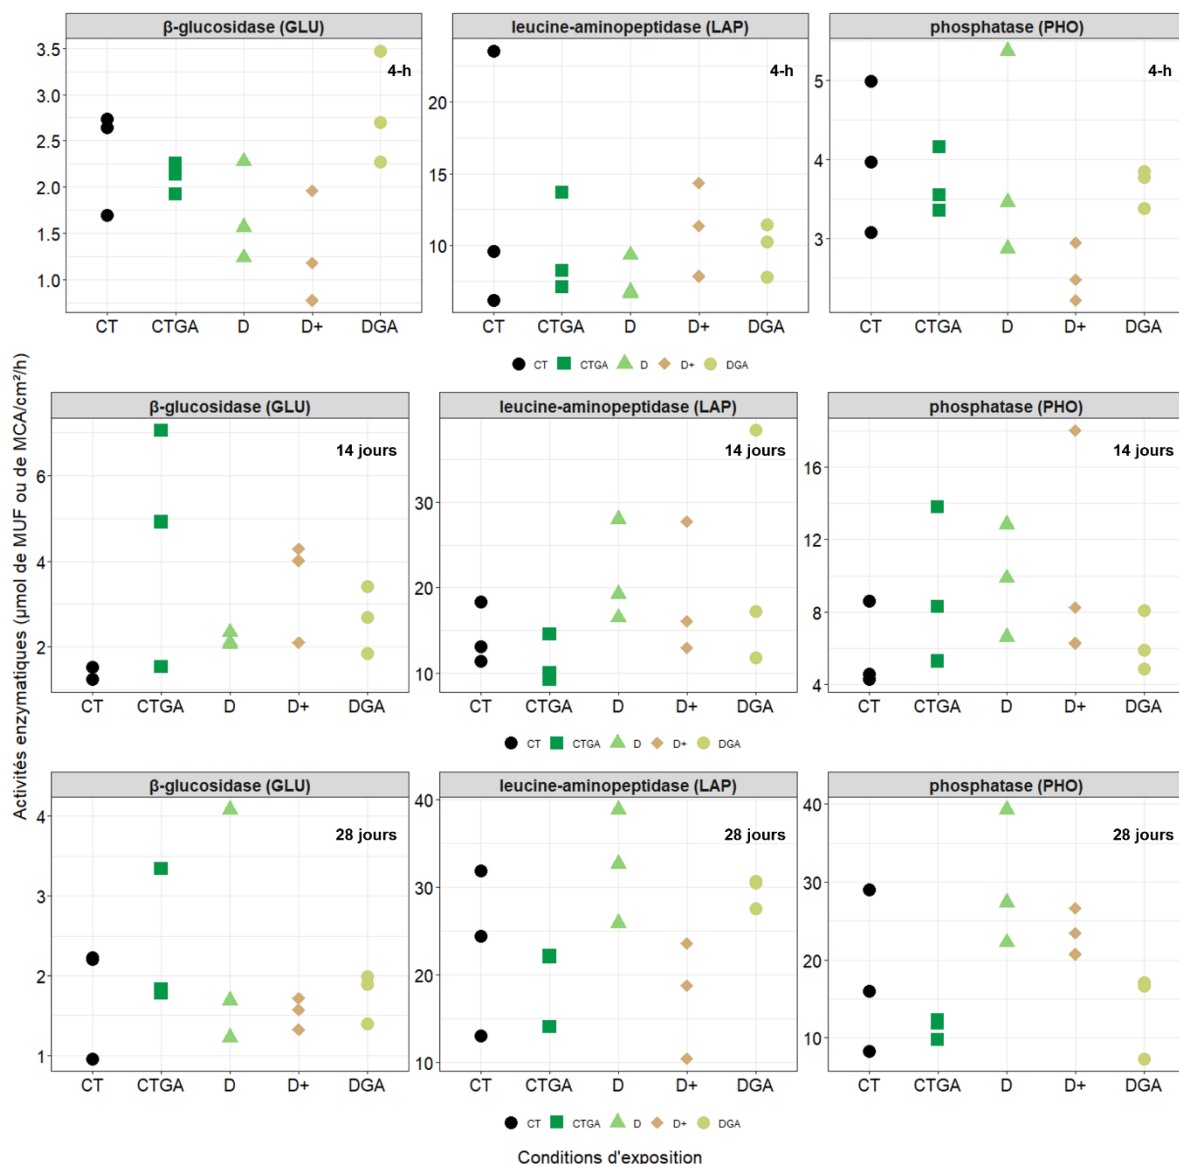 β-glucosidase (GLU)
leucine-aminopeptidase (LAP)
phosphatase (PHO)
3.5
3.0
2.5
2.0
1.5
1.0
4-h
CT CTGA D D+ DGA
20
15
10
4-h
CT CTGA D D+ DGA
5
4
3
4-h
CT CTGA D D+ DGA
CT CTGA D D+ DGA
Activités enzymatiques (µmol de MUF ou de MCA/cm²/h)
β-glucosidase (GLU)
leucine-aminopeptidase (LAP)
phosphatase (PHO)
6
4
2
14 jours
CT CTGA D D+ DGA
30
20
10
14 jours
CT CTGA D D+ DGA
16
12
8
4
14 jours
CT CTGA D D+ DGA
CT CTGA D D+ DGA
β-glucosidase (GLU)
leucine-aminopeptidase (LAP)
phosphatase (PHO)
4
3
2
1
28 jours
CT CTGA D D+ DGA
40
30
20
10
28 jours
CT CTGA D D+ DGA
40
30
20
10
28 jours
CT CTGA D D+ DGA
CT CTGA D D+ DGA
Conditions d'exposition